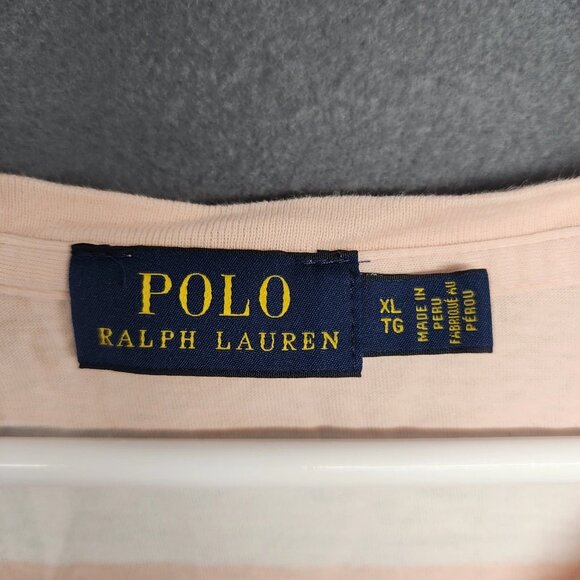 POLO
RALPH LAUREN
XL
TG
MADE IN
PERU
FABRIQUÉ AU
PÉROU